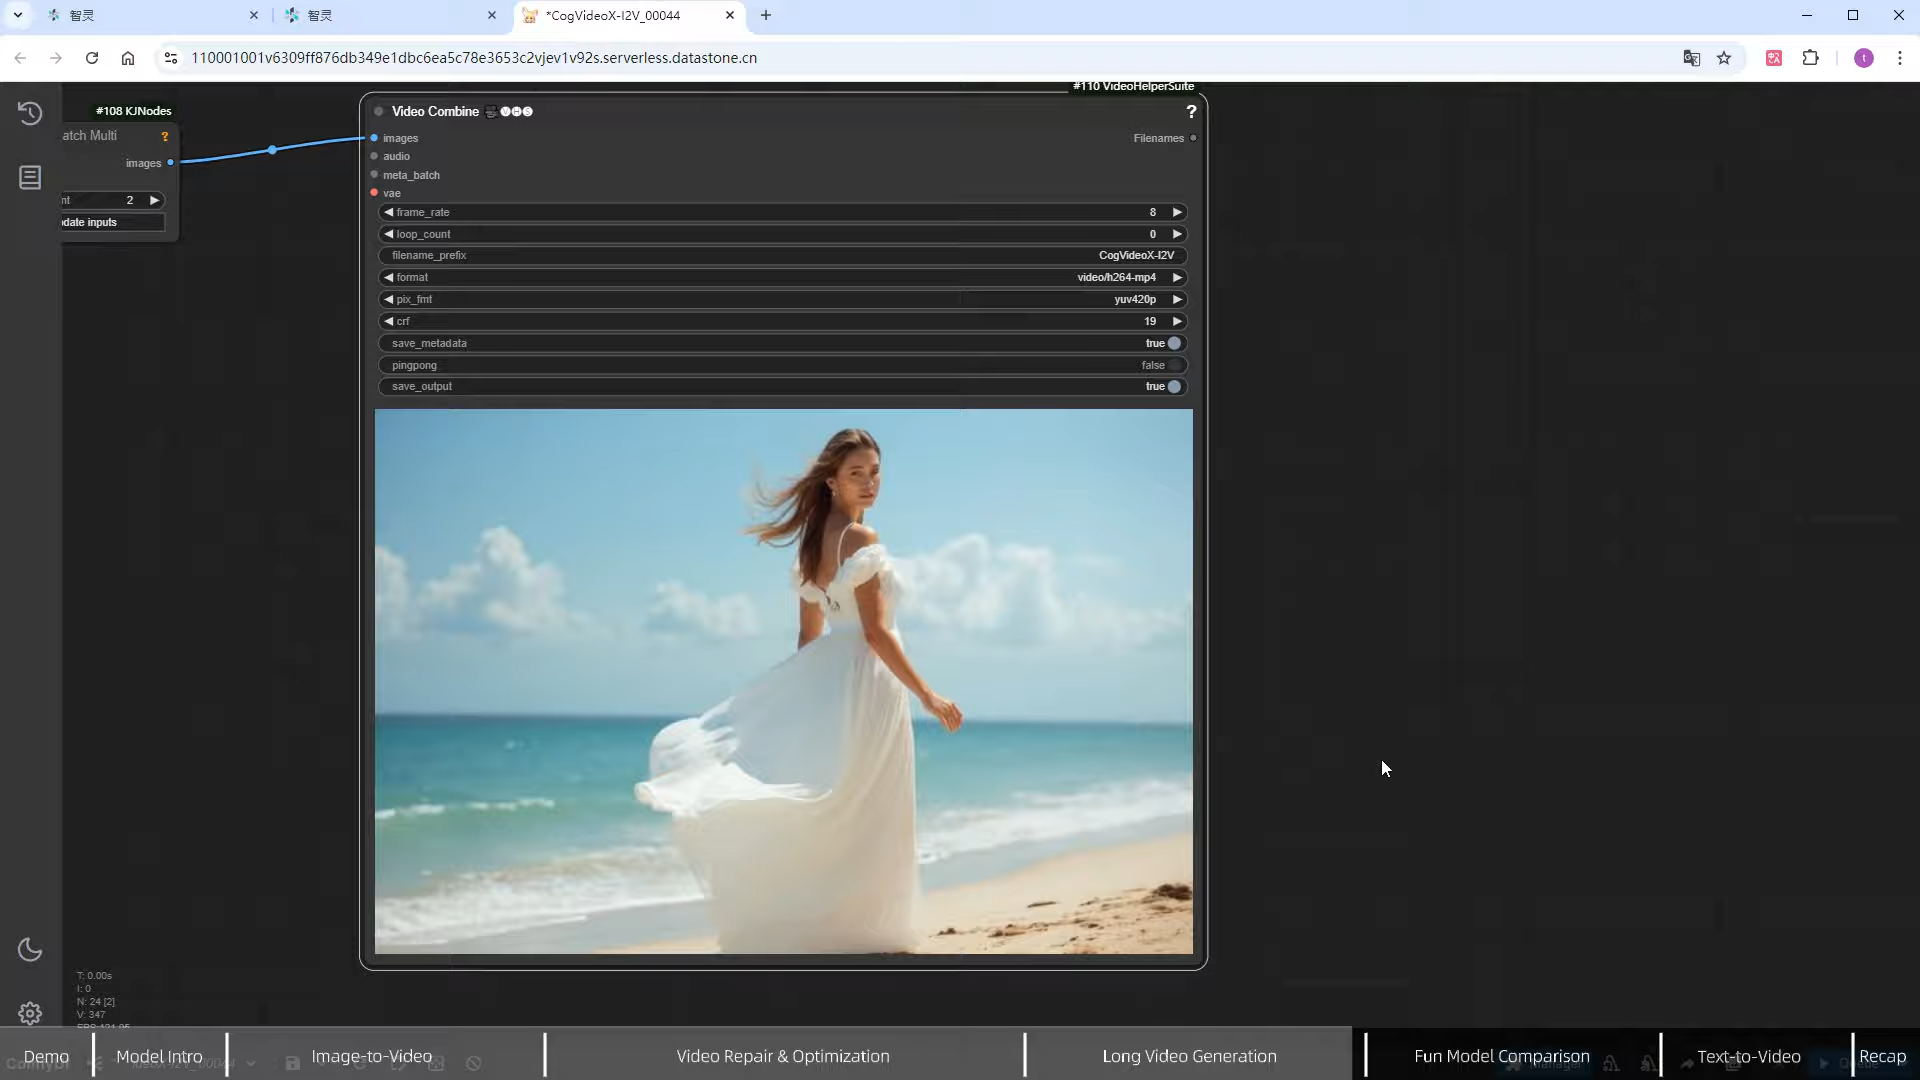 智灵
智灵
*CogVideoX-I2V_00044
110001001v6309ff876db349e1dbc6ea5c78e3653c2vjev1v92s.serverless.datastone.cn
#108 KJNodes
atch Multi
?
images
nt 2
pdate inputs
#110 VideoHelperSuite
Video Combine VHS
?
images
Filenames
audio
meta_batch
vae
frame_rate 8
loop_count 0
filename_prefix CogVideoX-I2V
format video/h264-mp4
pix_fmt yuv420p
crf 19
save_metadata true
pingpong false
save_output true
T: 0.00s
I: 0
N: 24 [2]
V: 347
Demo
Model Intro
Image-to-Video
Video Repair & Optimization
Long Video Generation
Fun Model Comparison
Text-to-Video
Recap